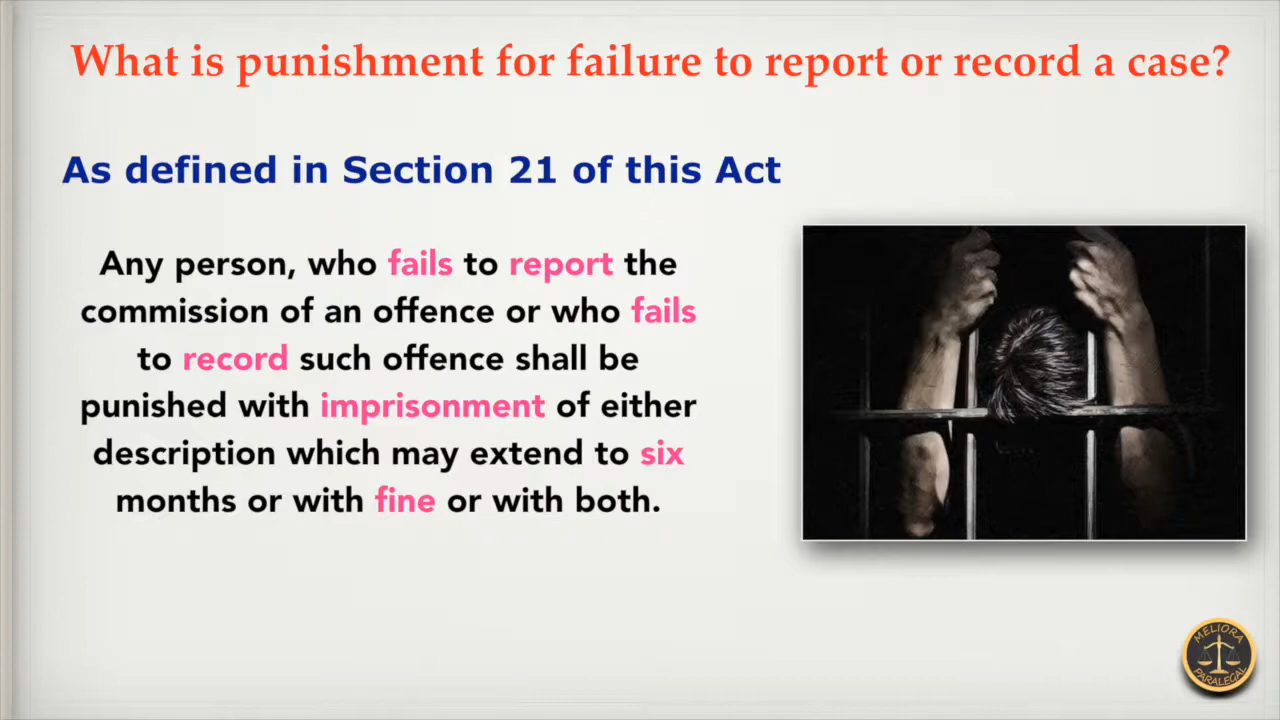 What is punishment for failure to report or record a case?
As defined in Section 21 of this Act
Any person, who fails to report the
commission of an offence or who fails
to record such offence shall be
punished with imprisonment of either
description which may extend to six
months or with fine or with both.
MELIORA
PARALEGAL